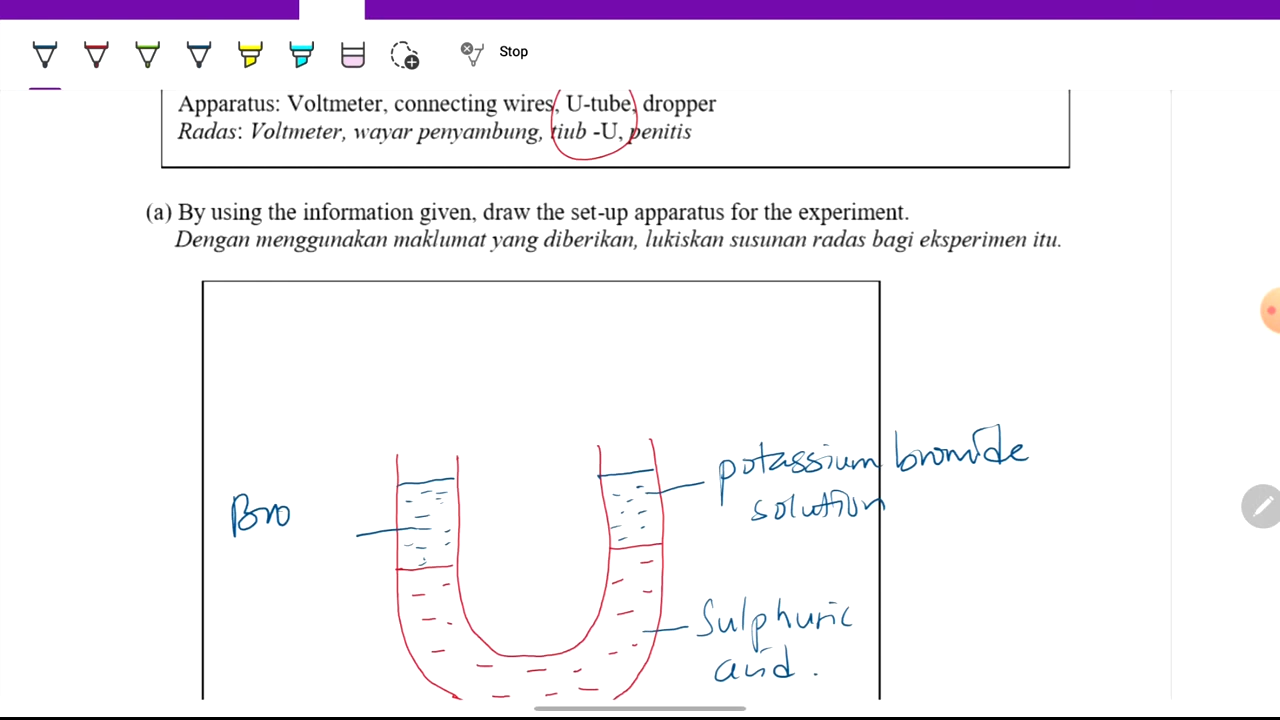 Stop
Apparatus: Voltmeter, connecting wires, U-tube, dropper
Radas: Voltmeter, wayar penyambung, tiub -U, penitis
(a) By using the information given, draw the set-up apparatus for the experiment.
Dengan menggunakan maklumat yang diberikan, lukiskan susunan radas bagi eksperimen itu.
potassium bromide
solution
Bro
Sulphuric
acid.